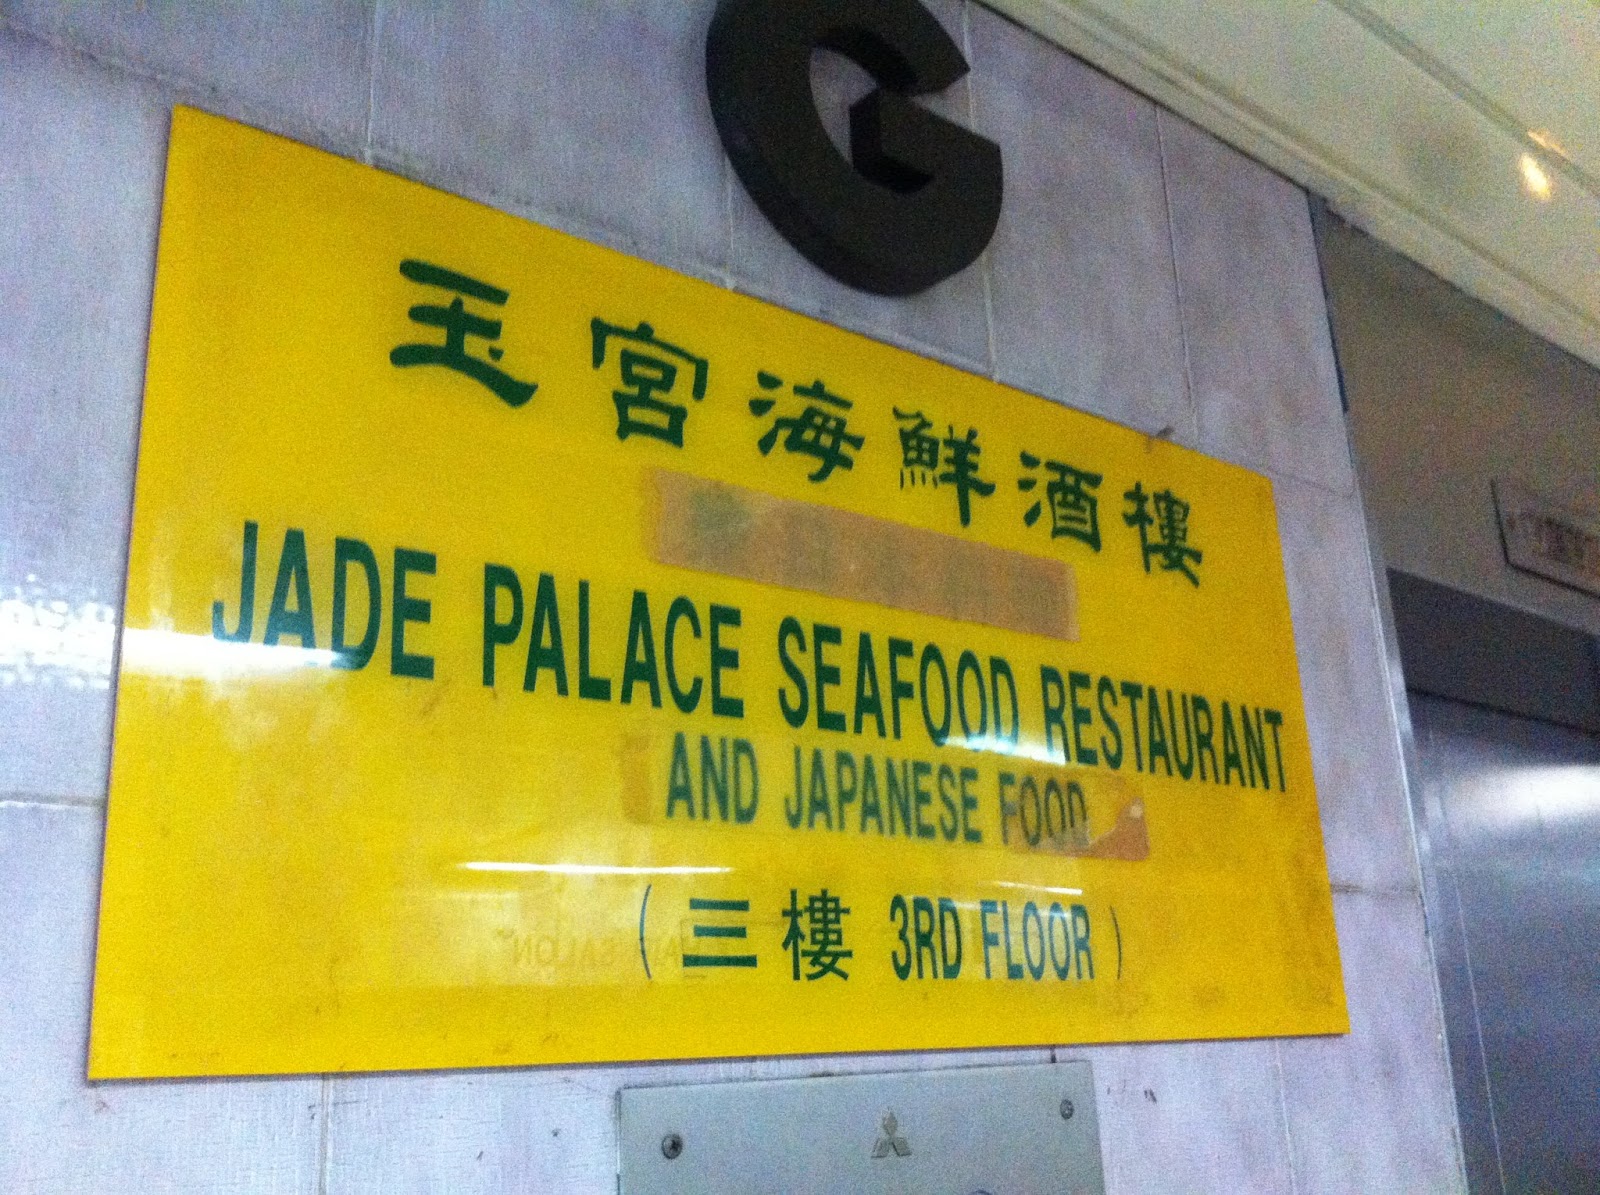 G
玉宮海鮮酒樓
JADE PALACE SEAFOOD RESTAURANT
AND JAPANESE FOOD
(三樓 3RD FLOOR)